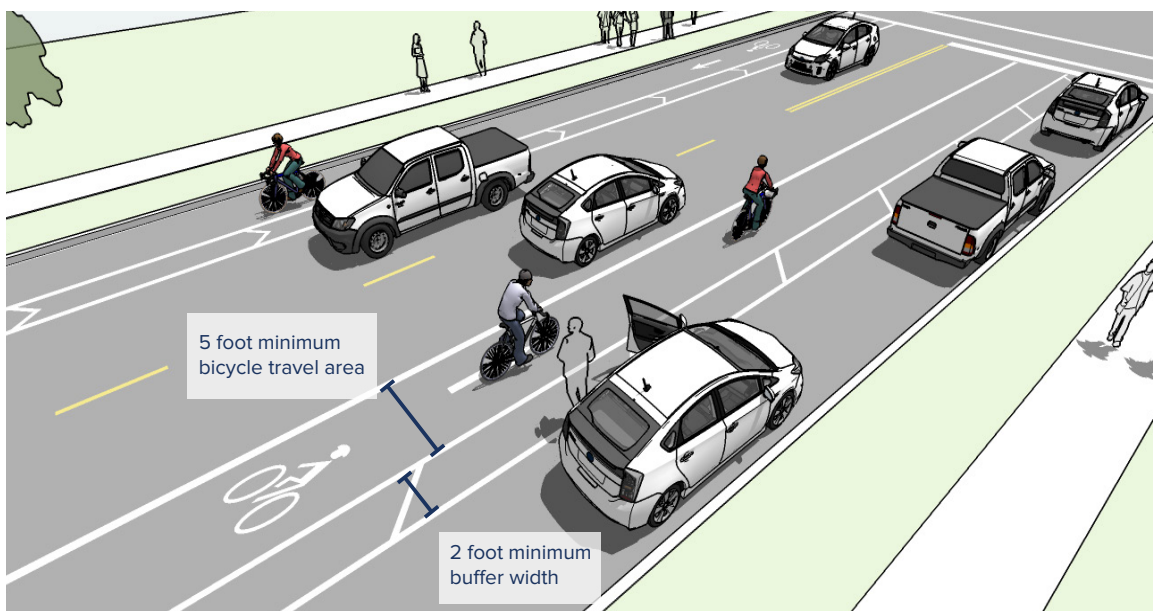 5 foot minimum
bicycle travel area
2 foot minimum
buffer width